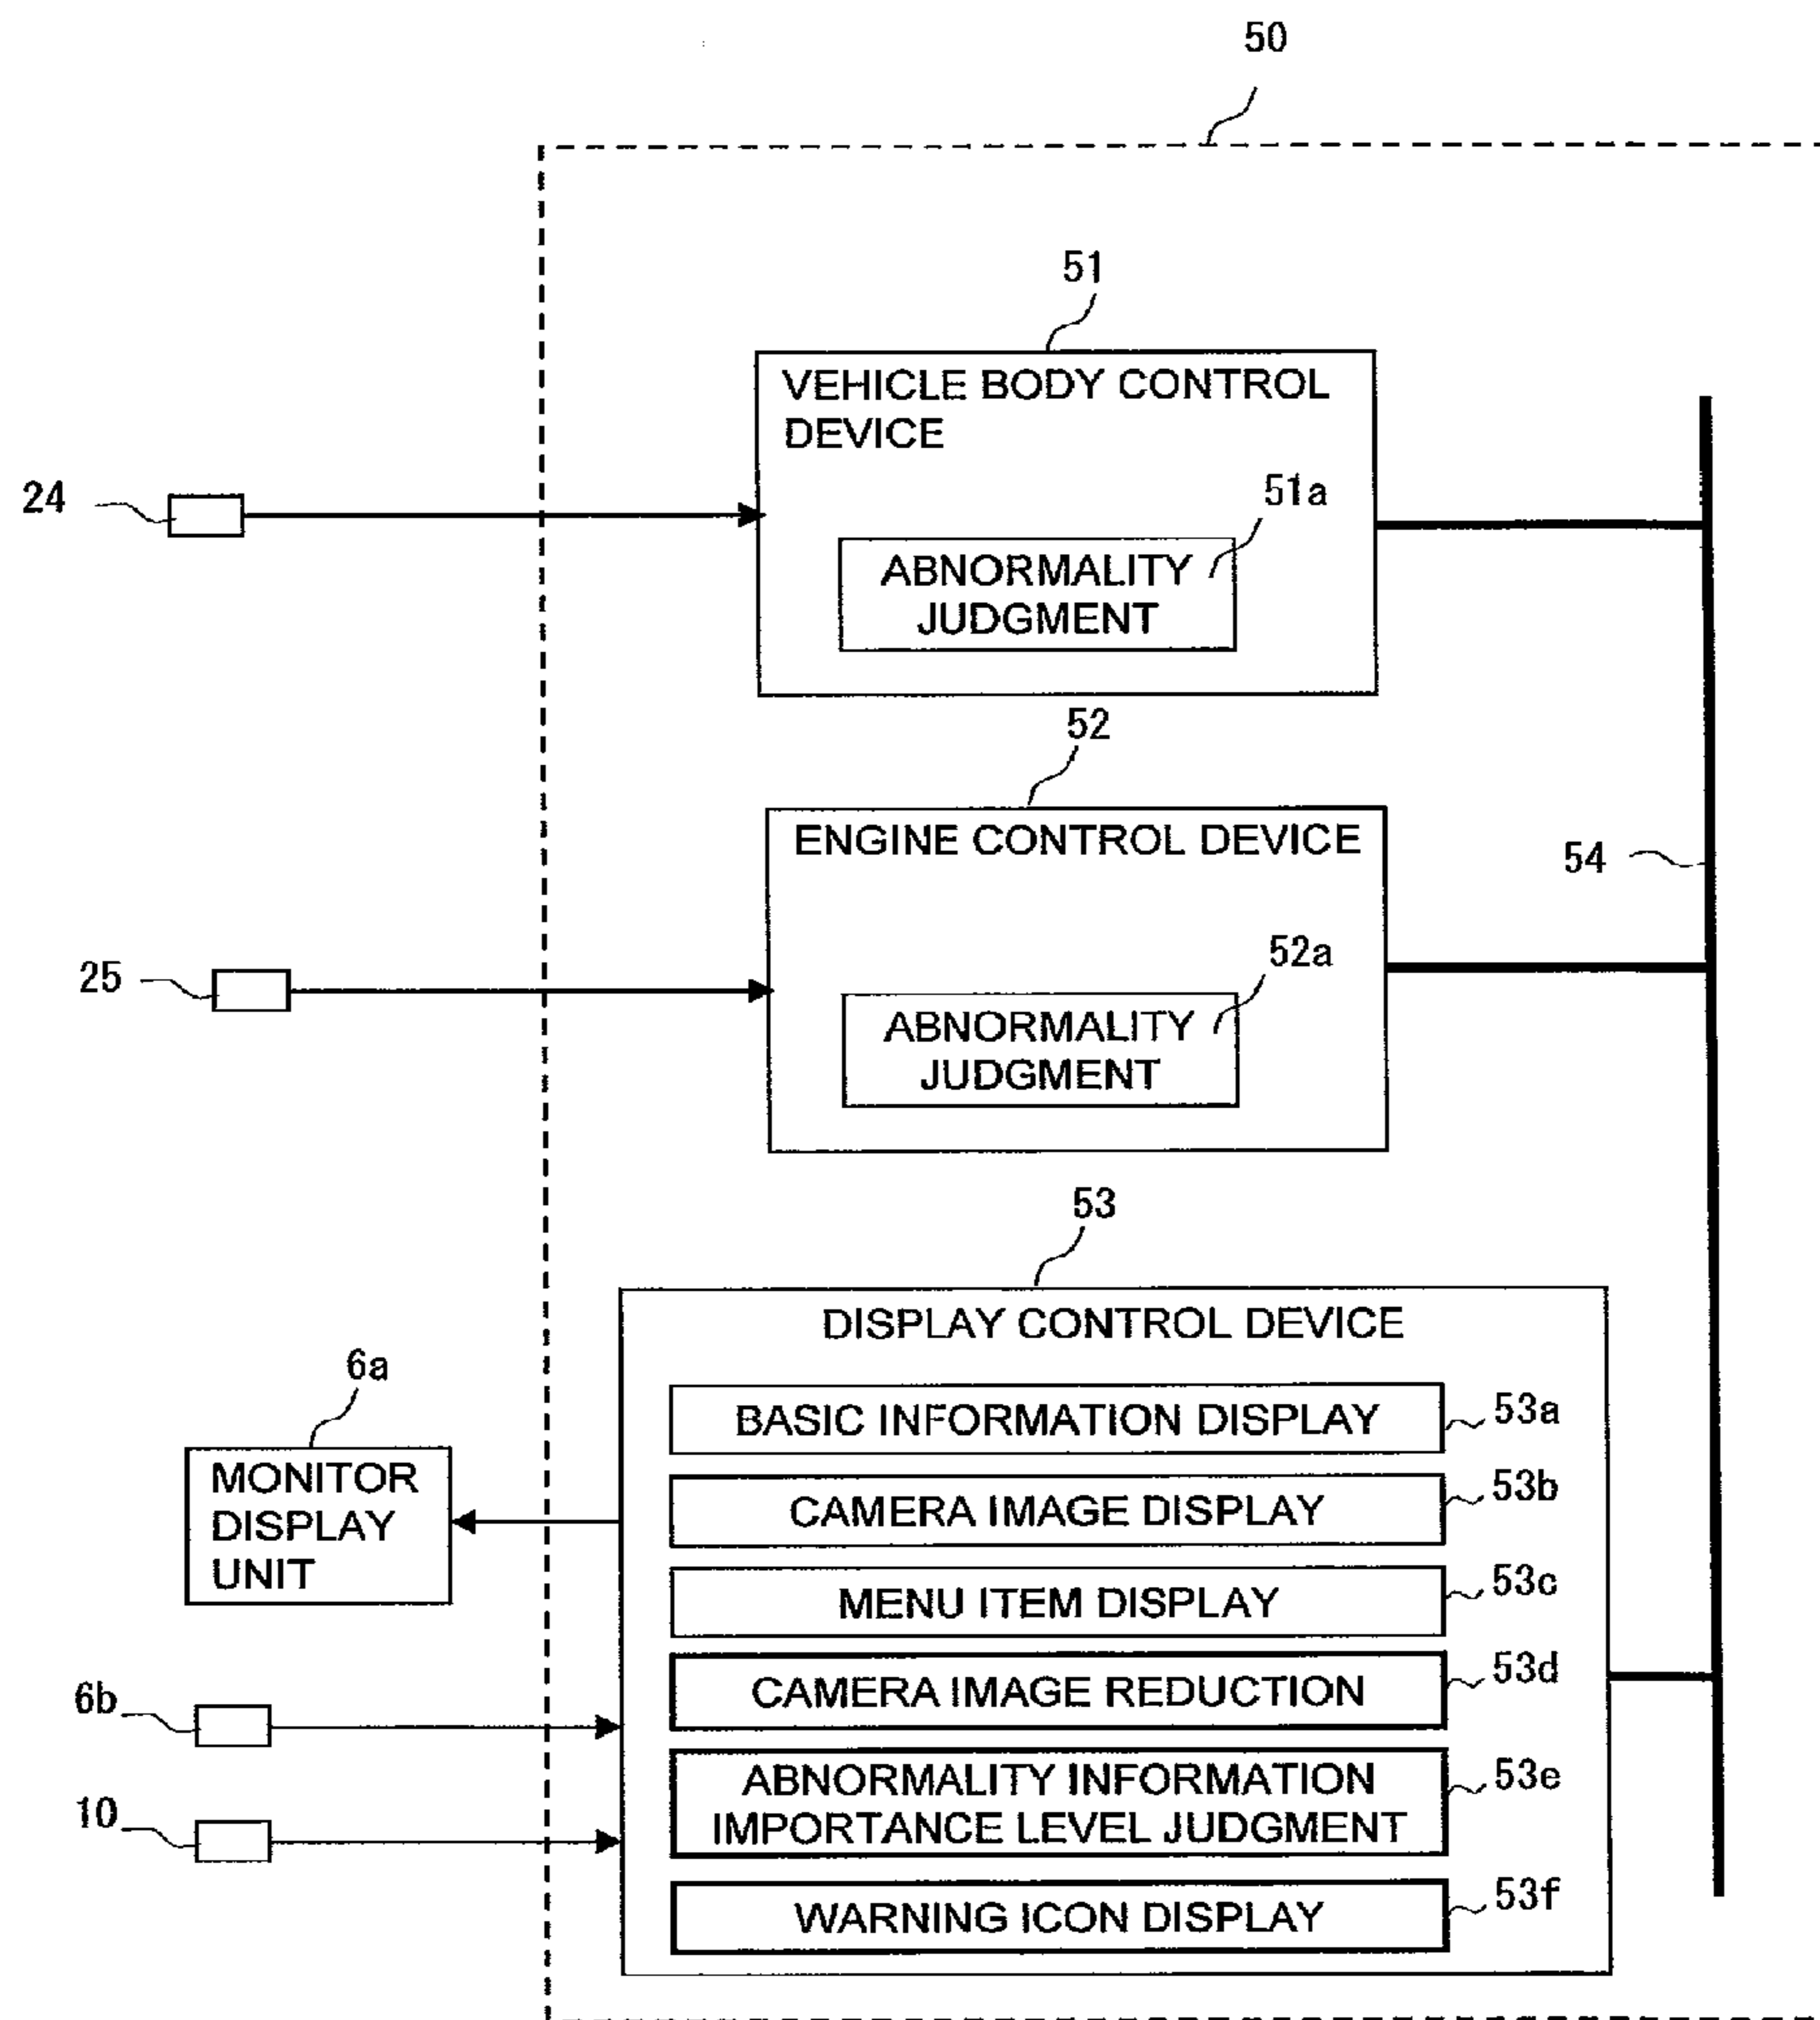 50
51
VEHICLE BODY CONTROL
DEVICE
24
51a
ABNORMALITY
JUDGMENT
52
ENGINE CONTROL DEVICE
54
25
52a
ABNORMALITY
JUDGMENT
53
DISPLAY CONTROL DEVICE
6a
BASIC INFORMATION DISPLAY
53a
MONITOR
DISPLAY
UNIT
CAMERA IMAGE DISPLAY
53b
MENU ITEM DISPLAY
53c
6b
CAMERA IMAGE REDUCTION
53d
10
ABNORMALITY INFORMATION
IMPORTANCE LEVEL JUDGMENT
53e
WARNING ICON DISPLAY
53f